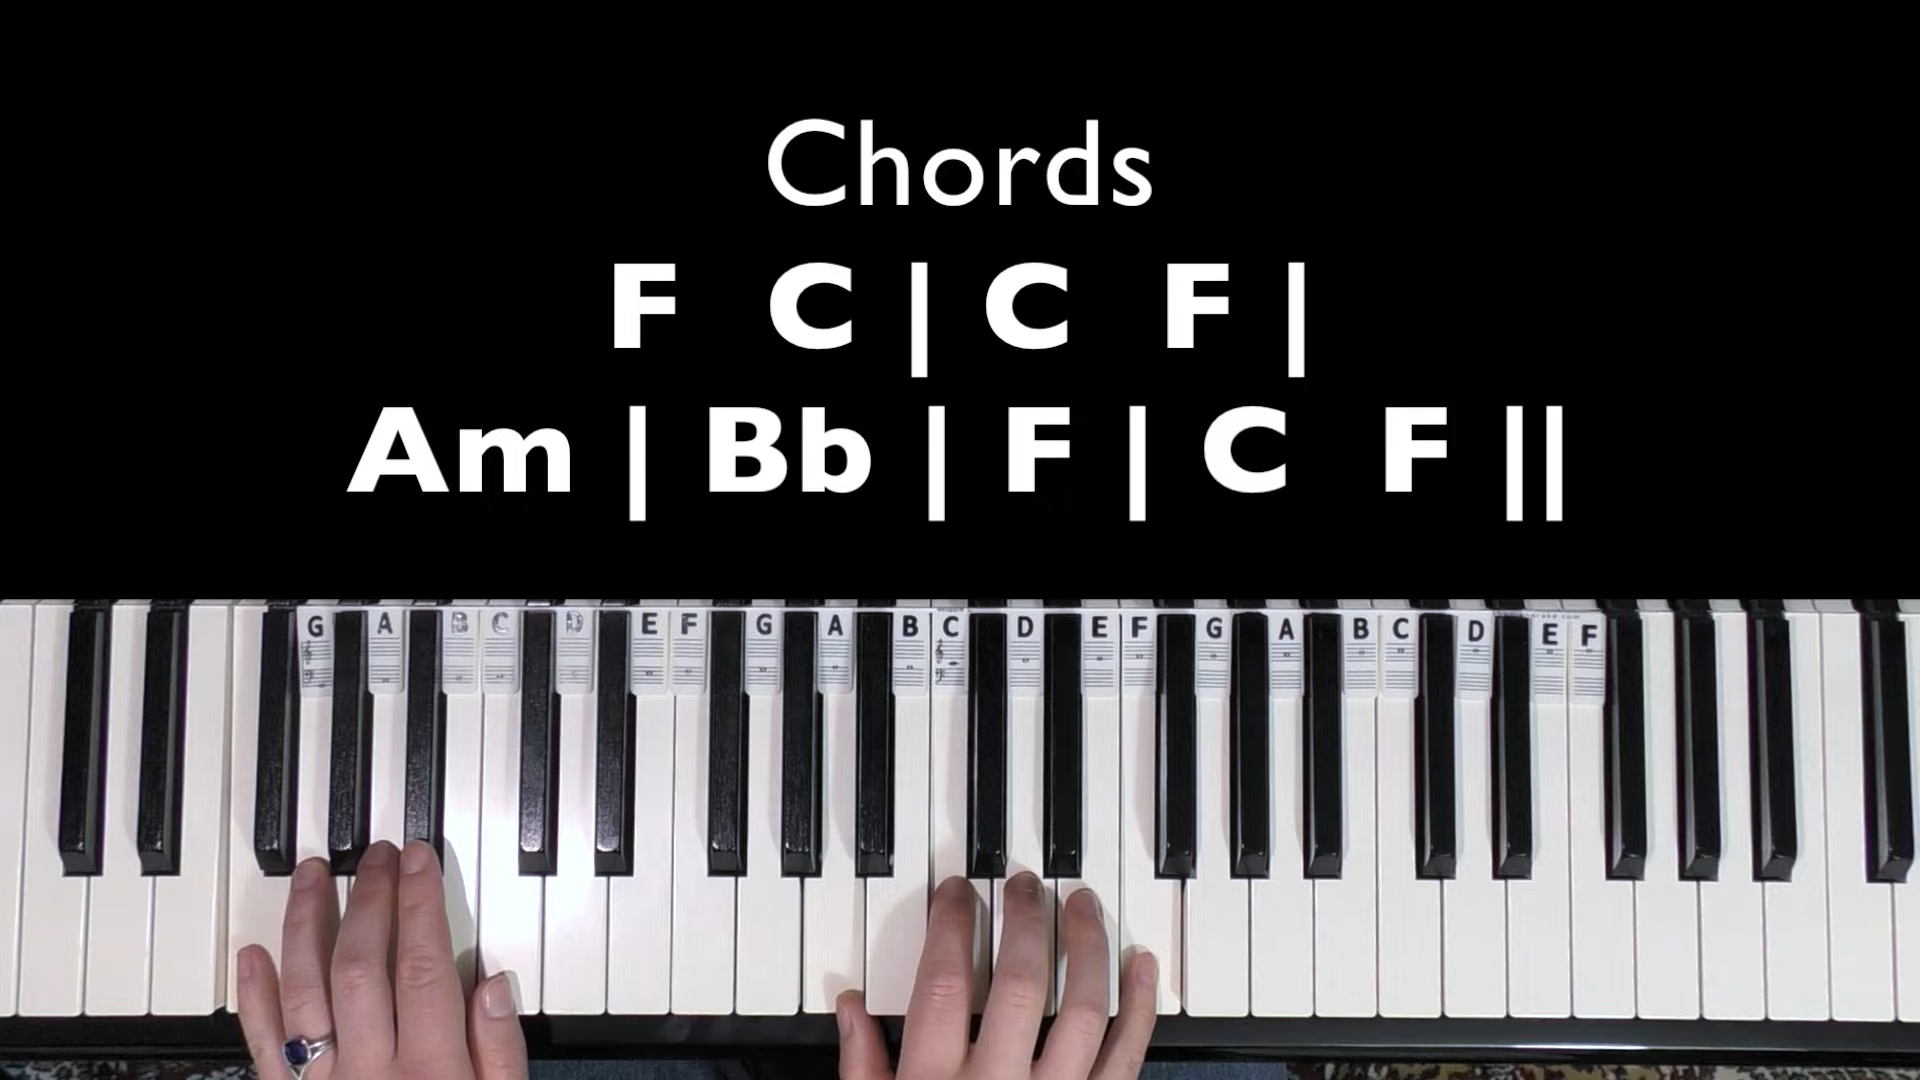 Chords
F C | C F |
Am | Bb | F | C F ||
G A B C D E F G A B C D E F G A B C D E F